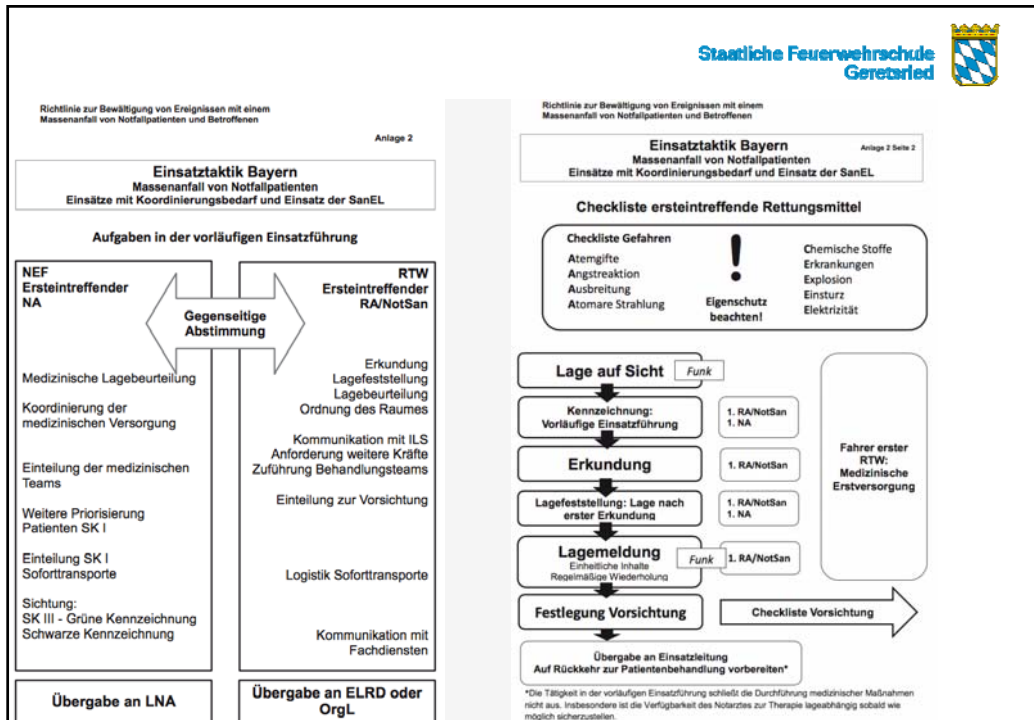 Staatliche Feuerwehrschule
Geretsried
Richtlinie zur Bewältigung von Ereignissen mit einem
Massenanfall von Notfallpatienten und Betroffenen
Anlage 2
Einsatztaktik Bayern
Massenanfall von Notfallpatienten
Einsätze mit Koordinierungsbedarf und Einsatz der SanEL
Aufgaben in der vorläufigen Einsatzführung
NEF
Ersteintreffender
NA
RTW
Ersteintreffender
RA/NotSan
Gegenseitige
Abstimmung
Medizinische Lagebeurteilung
Koordinierung der
medizinischen Versorgung
Einteilung der medizinischen
Teams
Weitere Priorisierung
Patienten SK I
Einteilung SK I
Soforttransporte
Sichtung:
SK III - Grüne Kennzeichnung
Schwarze Kennzeichnung
Erkundung
Lagefeststellung
Lagebeurteilung
Ordnung des Raumes
Kommunikation mit ILS
Anforderung weitere Kräfte
Zuführung Behandlungsteams
Einteilung zur Vorsichtung
Logistik Soforttransporte
Kommunikation mit
Fachdiensten
Übergabe an LNA
Übergabe an ELRD oder
OrgL
Richtlinie zur Bewältigung von Ereignissen mit einem
Massenanfall von Notfallpatienten und Betroffenen
Einsatztaktik Bayern
Anlage 2 Seite 2
Massenanfall von Notfallpatienten
Einsätze mit Koordinierungsbedarf und Einsatz der SanEL
Checkliste ersteintreffende Rettungsmittel
Checkliste Gefahren
Atemgifte
Angstreaktion
Ausbreitung
Atomare Strahlung
!
Eigenschutz
beachten!
Chemische Stoffe
Erkrankungen
Explosion
Einsturz
Elektrizität
Lage auf Sicht
Funk
Kennzeichnung:
Vorläufige Einsatzführung
1. RA/NotSan
1. NA
Erkundung
1. RA/NotSan
Lagefeststellung: Lage nach
erster Erkundung
1. RA/NotSan
1. NA
Lagemeldung
Einheitliche Inhalte
Regelmäßige Wiederholung
Funk
1. RA/NotSan
Fahrer erster
RTW:
Medizinische
Erstversorgung
Festlegung Vorsichtung
Checkliste Vorsichtung
Übergabe an Einsatzleitung
Auf Rückkehr zur Patientenbehandlung vorbereiten*
*Die Tätigkeit in der vorläufigen Einsatzführung schließt die Durchführung medizinischer Maßnahmen
nicht aus. Insbesondere ist die Verfügbarkeit des Notarztes zur Therapie lageabhängig sobald wie
möglich sicherzustellen.